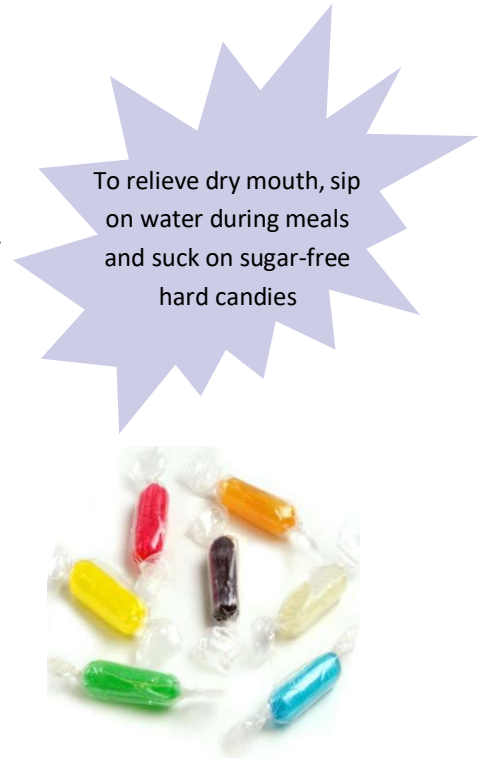 To relieve dry mouth, sip
on water during meals
and suck on sugar-free
hard candies